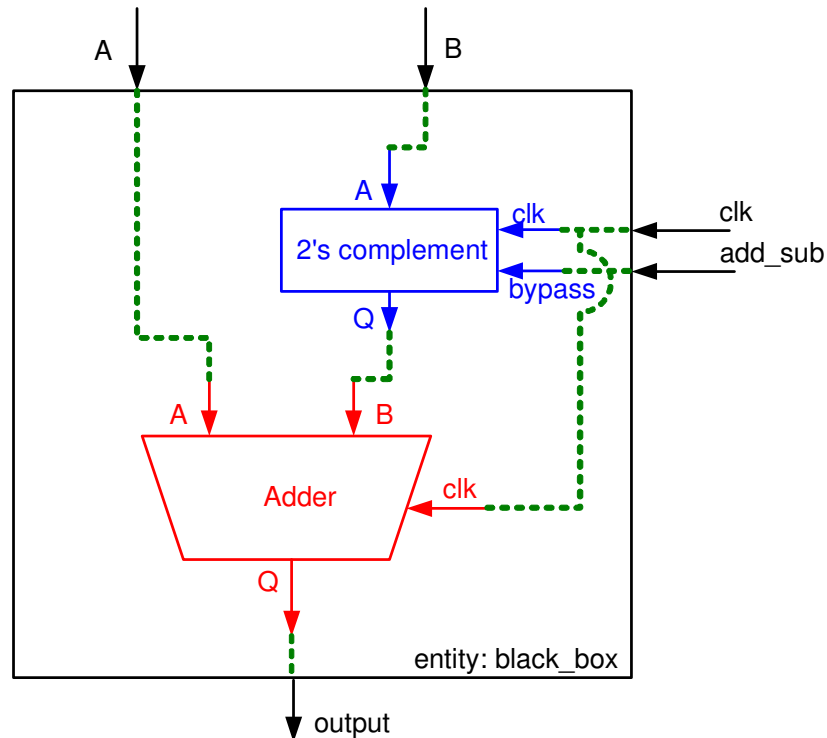 A
B
A
clk
clk
2's complement
add_sub
bypass
Q
A
B
Adder
clk
Q
entity: black_box
output